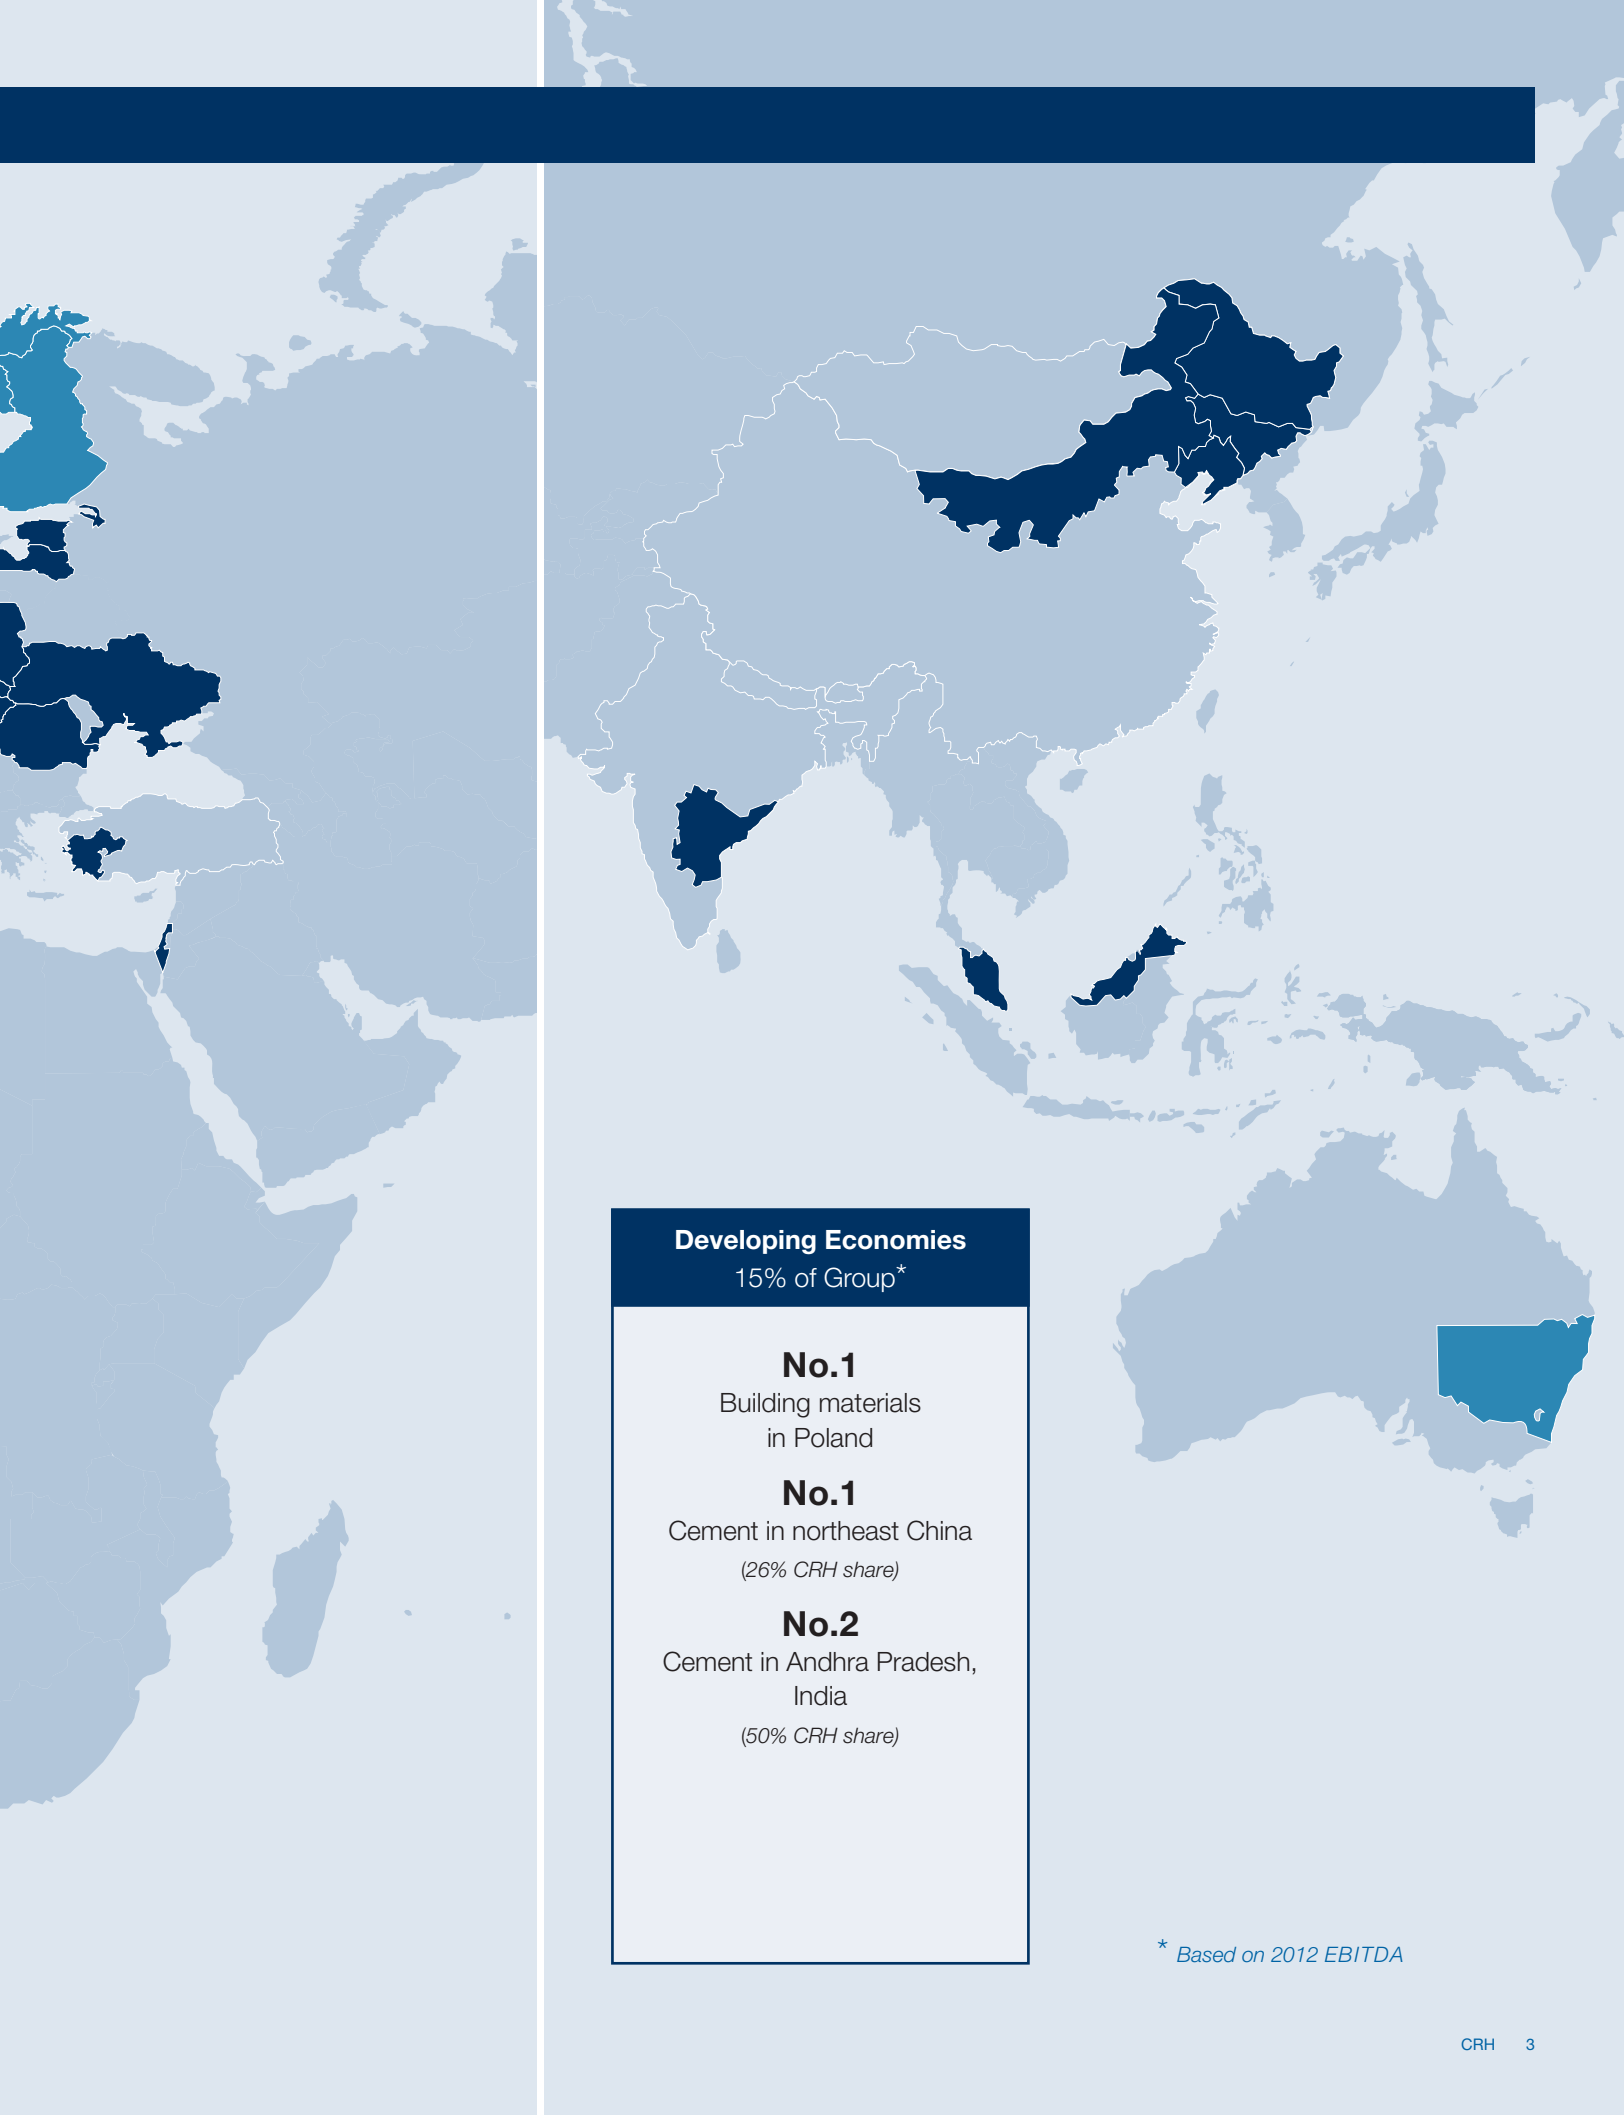 Developing Economies
15% of Group*
No.1
Building materials
in Poland
No.1
Cement in northeast China
(26% CRH share)
No.2
Cement in Andhra Pradesh,
India
(50% CRH share)
* Based on 2012 EBITDA
CRH 3